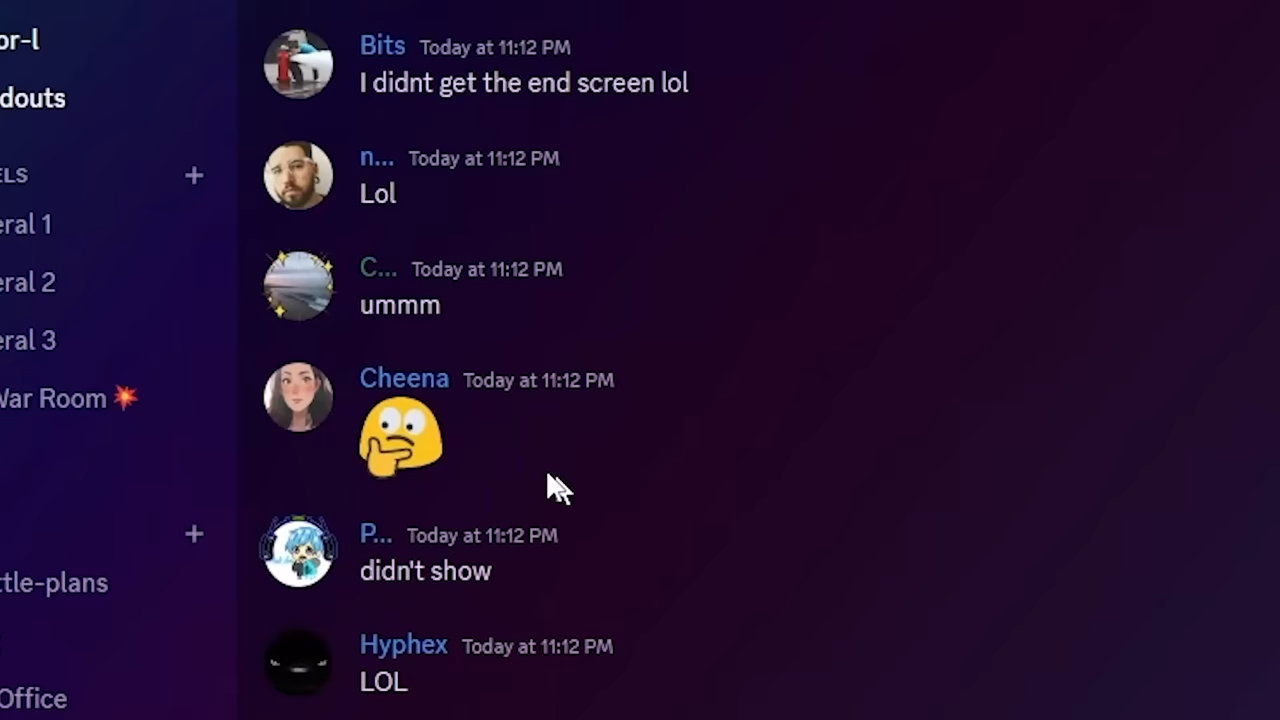 or-l
douts
ELS +
eral 1
eral 2
eral 3
War Room
+
ttle-plans
Office
Bits Today at 11:12 PM
I didnt get the end screen lol
n... Today at 11:12 PM
Lol
C... Today at 11:12 PM
ummm
Cheena Today at 11:12 PM
P... Today at 11:12 PM
didn't show
Hyphex Today at 11:12 PM
LOL